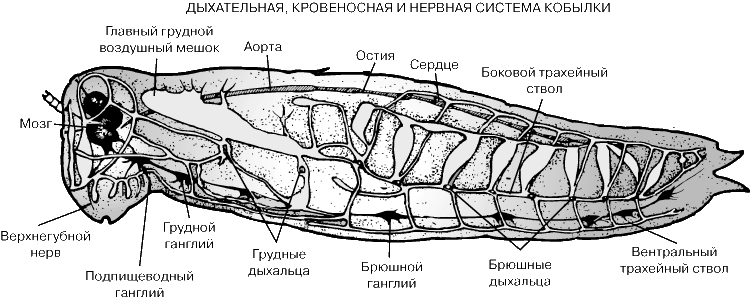 ДЫХАТЕЛЬНАЯ, КРОВЕНОСНАЯ И НЕРВНАЯ СИСТЕМА КОБЫЛКИ
Главный грудной
воздушный мешок
Аорта
Остия
Сердце
Боковой трахейный
ствол
Мозг
Верхнегубной
нерв
Подпищеводный
ганглий
Грудной
ганглий
Грудные
дыхальца
Брюшной
ганглий
Брюшные
дыхальца
Вентральный
трахейный ствол